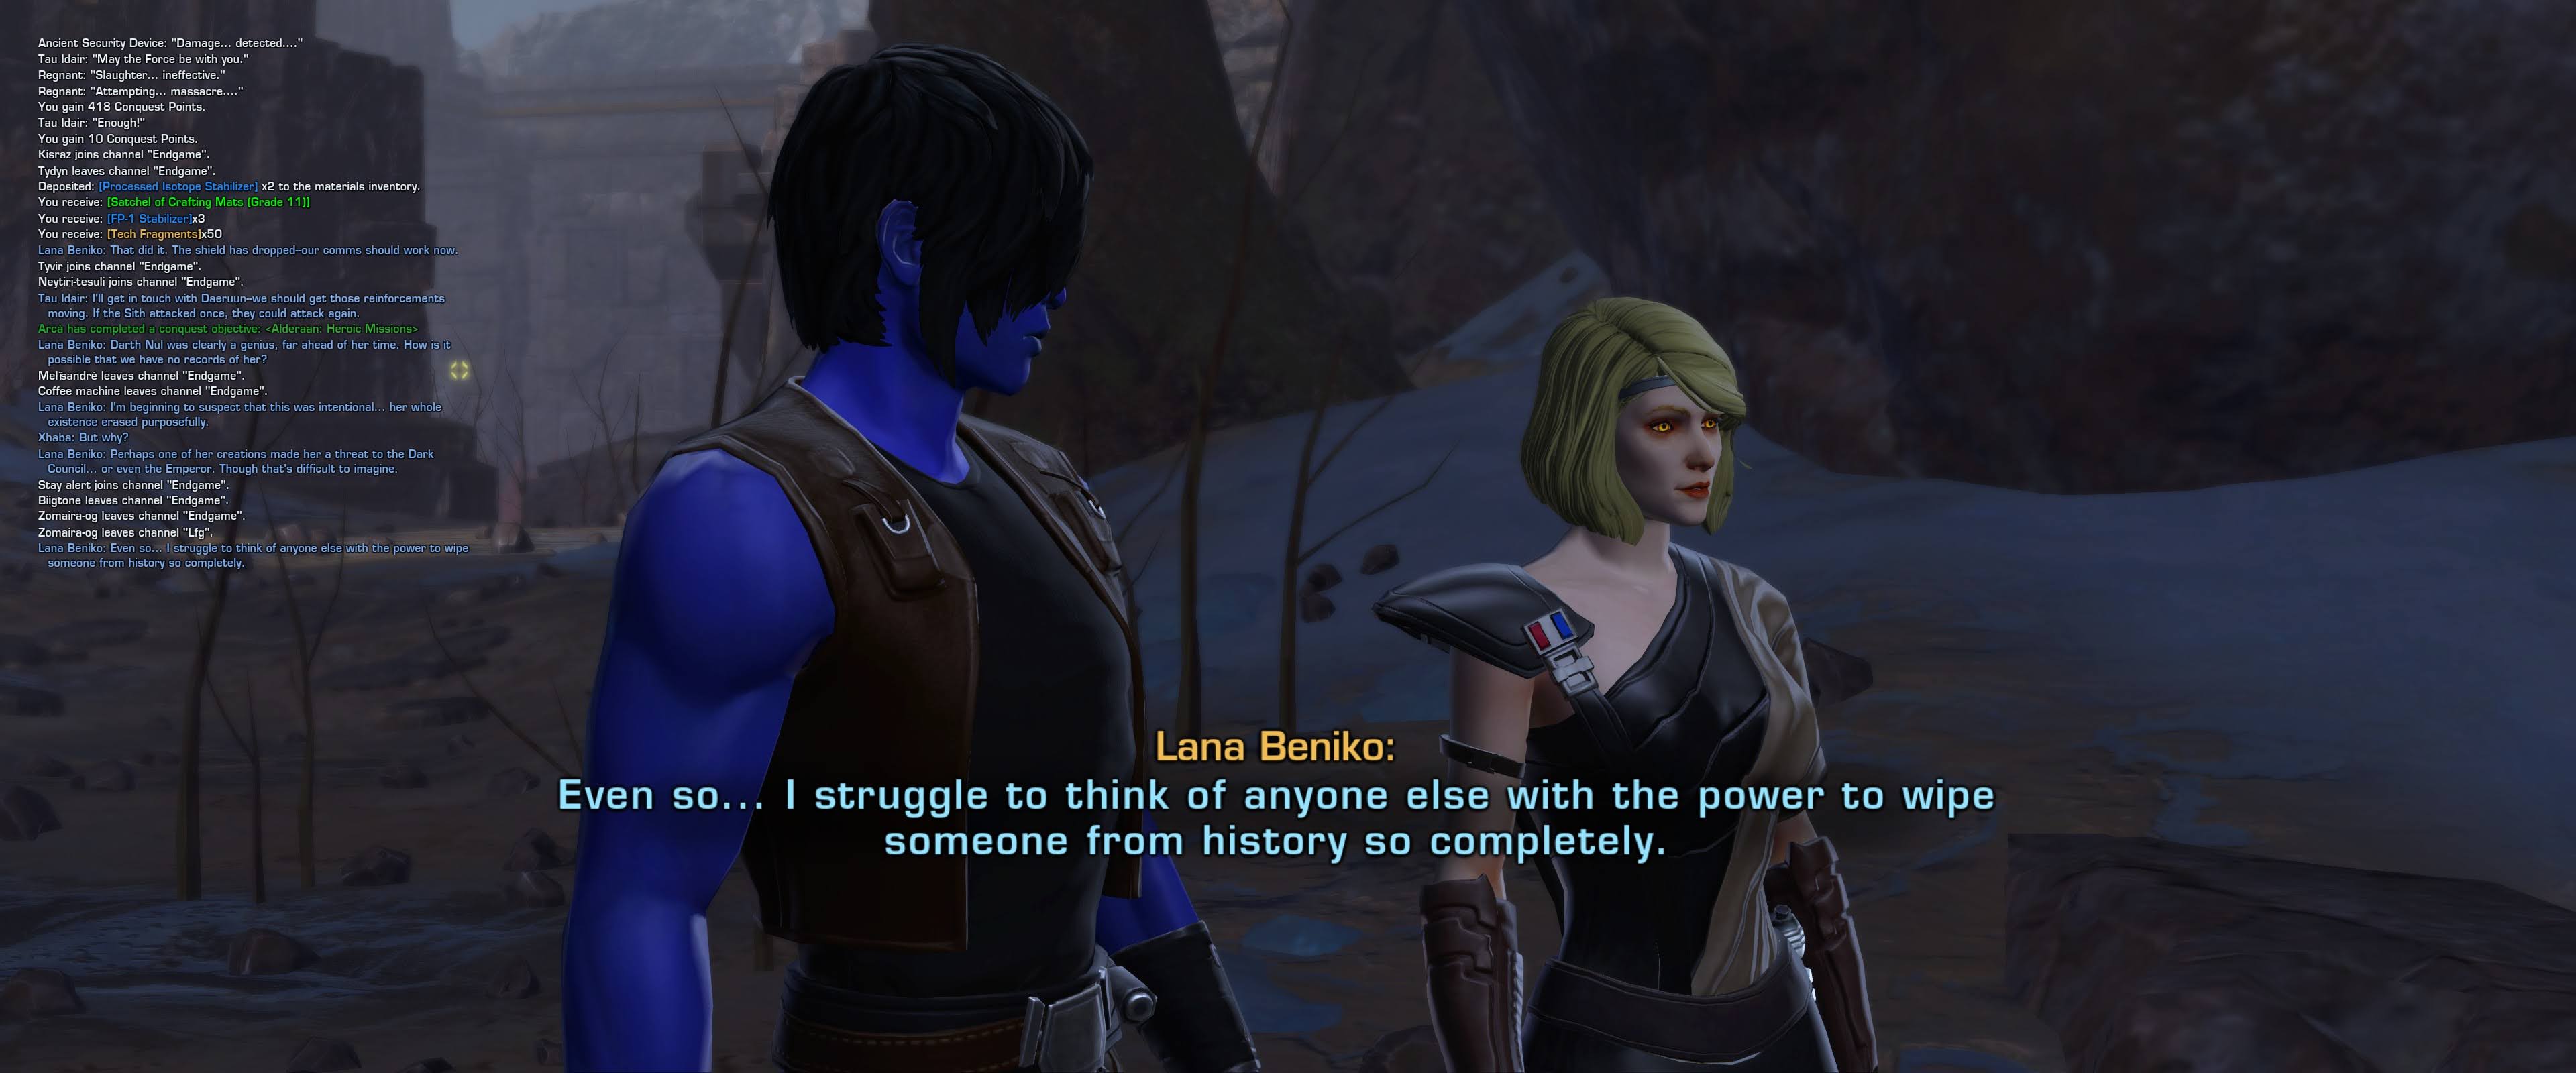 Ancient Security Device: "Damage... detected...."
Tau Idair: "May the Force be with you."
Regnant: "Slaughter... ineffective."
Regnant: "Attempting... massacre...."
You gain 418 Conquest Points.
Tau Idair: "Enough!"
You gain 10 Conquest Points.
Kisraz joins channel "Endgame".
Tydyn leaves channel "Endgame".
Deposited: [Processed Isotope Stabilizer] x2 to the materials inventory.
You receive: [Satchel of Crafting Mats (Grade 11)]
You receive: [FP-1 Stabilizer]x3
You receive: [Tech Fragments]x50
Lana Beniko: That did it. The shield has dropped—our comms should work now.
Tyvir joins channel "Endgame".
Neytiri-tesuli joins channel "Endgame".
Tau Idair: I'll get in touch with Daeruun—we should get those reinforcements
moving. If the Sith attacked once, they could attack again.
Arcà has completed a conquest objective: <Alderaan: Heroic Missions>
Lana Beniko: Darth Nul was clearly a genius, far ahead of her time. How is it
possible that we have no records of her?
leaves channel "Endgame".
Coffee machine leaves channel "Endgame".
Lana Beniko: I'm beginning to suspect that this was intentional... her whole
existence erased purposefully.
Xhaba: But why?
Lana Beniko: Perhaps one of her creations made her a threat to the Dark
Council... or even the Emperor. Though that's difficult to imagine.
Stay alert joins channel "Endgame".
Biigtone leaves channel "Endgame".
Zomaira-og leaves channel "Endgame".
Zomaira-og leaves channel "Lfg".
Lana Beniko: Even so... I struggle to think of anyone else with the power to wipe
someone from history so completely.
Lana Beniko:
Even so... I struggle to think of anyone else with the power to wipe
someone from history so completely.